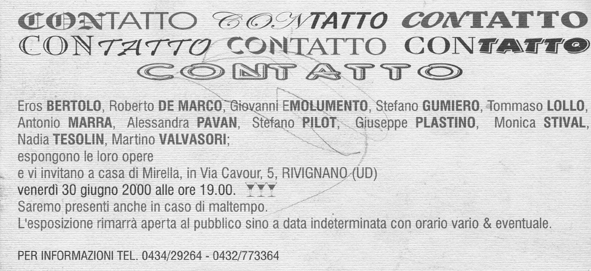 CONTATTO CONTATTO CONTATTO
CONTATTO CONTATTO CONTATTO
CONTATTO
Eros BERTOLO, Roberto DE MARCO, Giovanni EMOLUMENTO, Stefano GUMIERO, Tommaso LOLLO,
Antonio MARRA, Alessandra PAVAN, Stefano PILOT, Giuseppe PLASTINO, Monica STIVAL,
Nadia TESOLIN, Martino VALVASORI;
espongono le loro opere
e vi invitano a casa di Mirella, in Via Cavour, 5, RIVIGNANO (UD)
venerdì 30 giugno 2000 alle ore 19.00.
Saremo presenti anche in caso di maltempo.
L'esposizione rimarrà aperta al pubblico sino a data indeterminata con orario vario & eventuale.
PER INFORMAZIONI TEL. 0434/29264 - 0432/773364